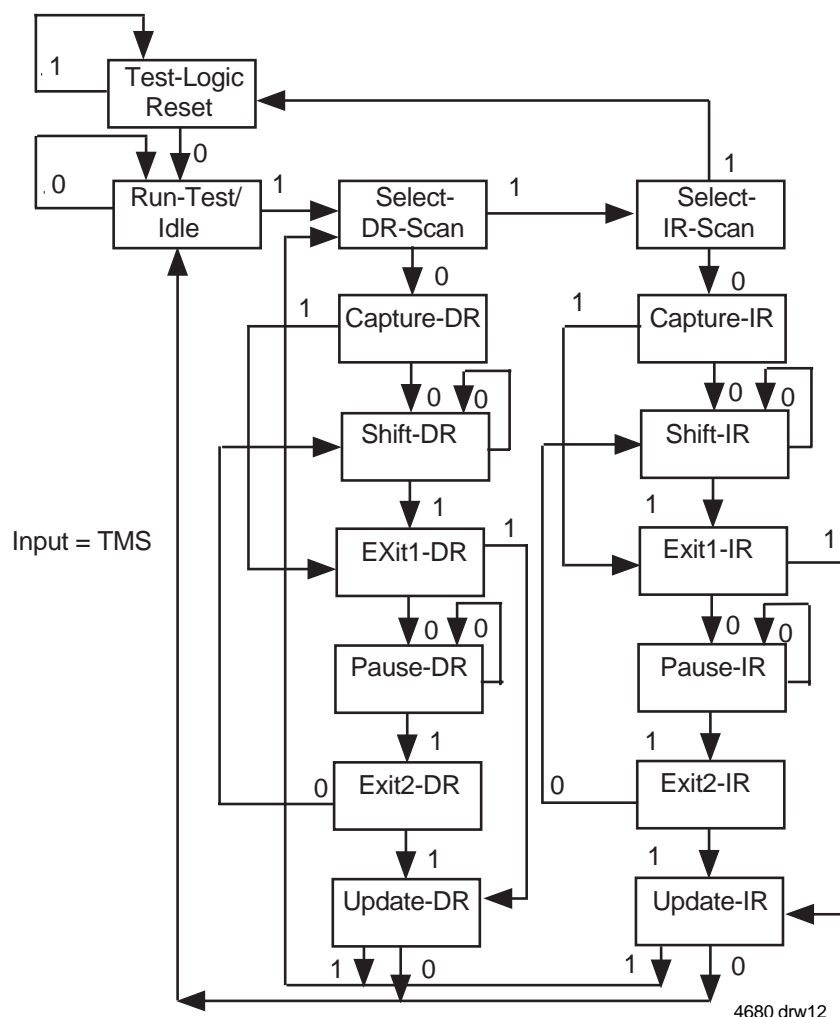 1
Test-Logic
Reset
0
1
0
Run-Test/
Idle
1
Select-
DR-Scan
1
Select-
IR-Scan
0
0
1
Capture-DR
1
Capture-IR
0
0
0
0
Shift-DR
Shift-IR
1
1
Input = TMS
EXit1-DR
1
Exit1-IR
1
0
0
0
0
Pause-DR
Pause-IR
1
1
0
Exit2-DR
0
Exit2-IR
1
1
Update-DR
Update-IR
1
0
1
0
4680 drw12